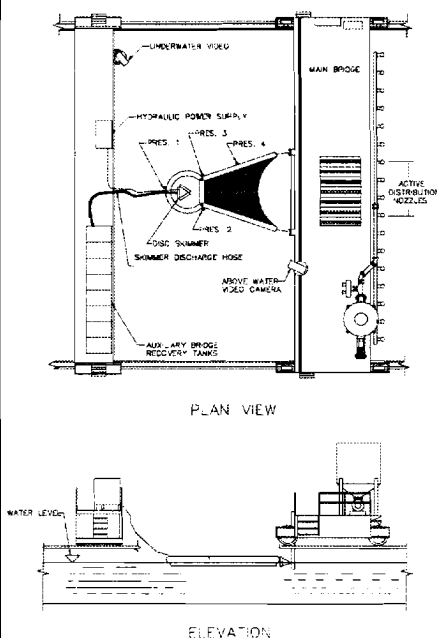 UNDERWATER VIDEO
MAIN BRIDGE
HYDRAULIC POWER SUPPLY
PRES. 1
PRES. 3
PRES. 4
ACTIVE
DISTRIBUTION
NOZZLES
PRES. 2
DISC SKIMMER
SKIMMER DISCHARGE HOSE
ABOVE WATER
VIDEO CAMERA
AUXILIARY BRIDGE
RECOVERY TANKS
PLAN VIEW
WATER LEVEL
ELEVATION